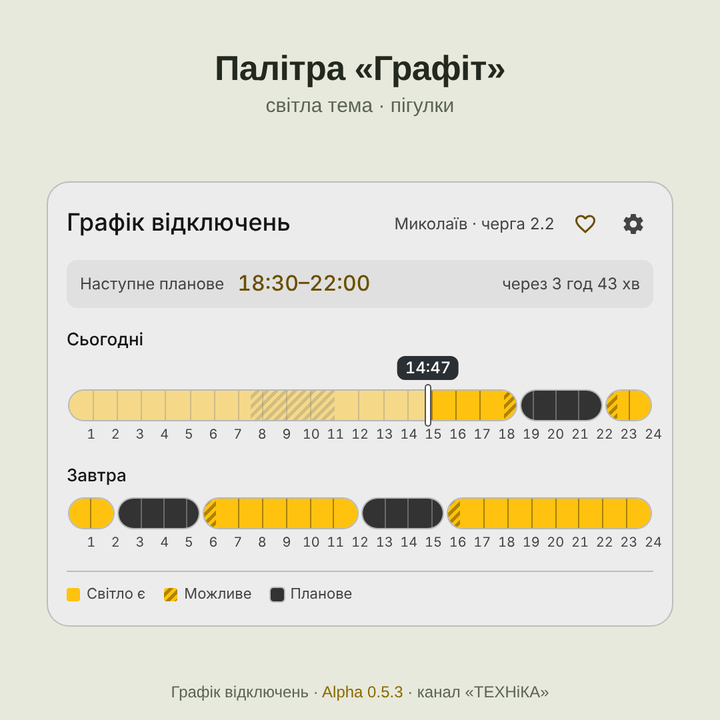 Палітра «Графіт»
світла тема · пігулки
Графік відключень
Миколаїв · черга 2.2
Наступне планове 18:30–22:00
через 3 год 43 хв
Сьогодні
14:47
1 2 3 4 5 6 7 8 9 10 11 12 13 14 15 16 17 18 19 20 21 22 23 24
Завтра
1 2 3 4 5 6 7 8 9 10 11 12 13 14 15 16 17 18 19 20 21 22 23 24
Світло є Можливе Планове
Графік відключень · Alpha 0.5.3 · канал «ТЕХНіКА»